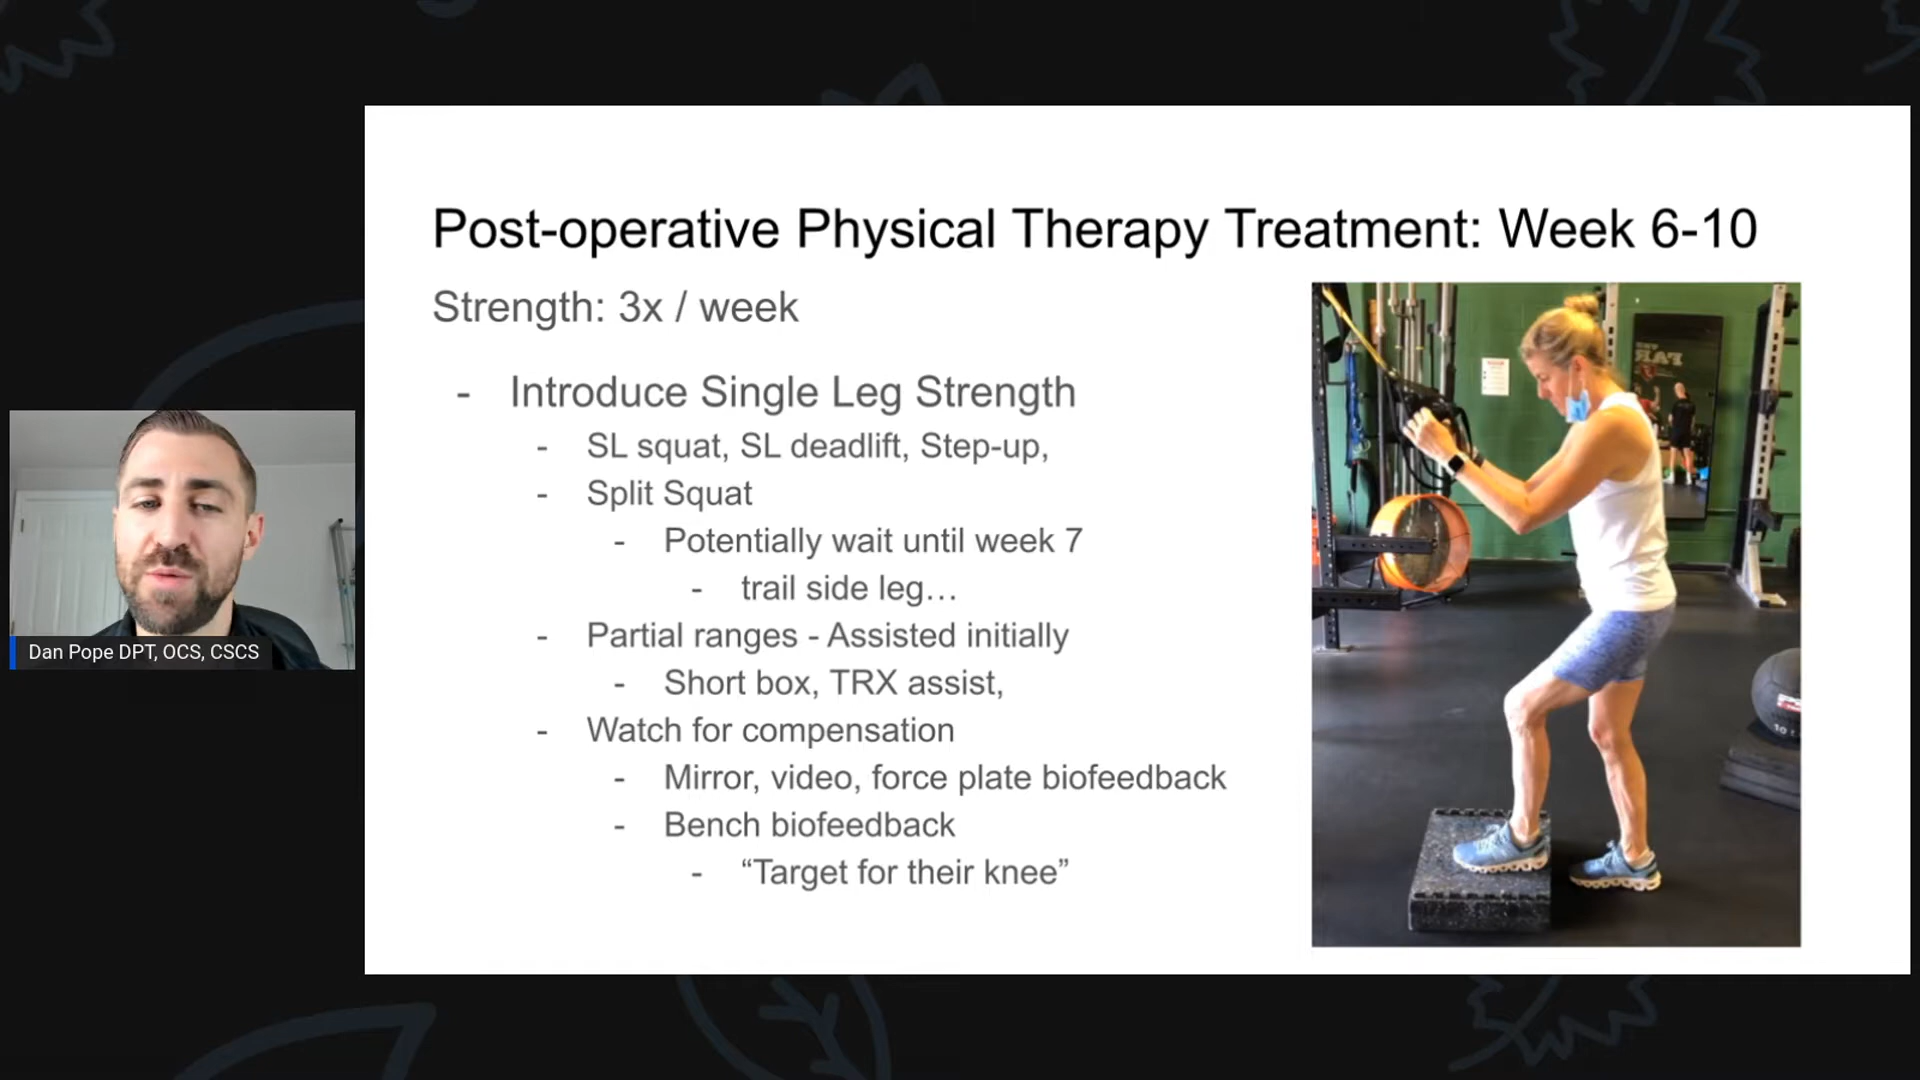 Post-operative Physical Therapy Treatment: Week 6-10
Strength: 3x / week
- Introduce Single Leg Strength
- SL squat, SL deadlift, Step-up,
- Split Squat
- Potentially wait until week 7
- trail side leg…
- Partial ranges - Assisted initially
- Short box, TRX assist,
- Watch for compensation
- Mirror, video, force plate biofeedback
- Bench biofeedback
- “Target for their knee”
Dan Pope DPT, OCS, CSCS